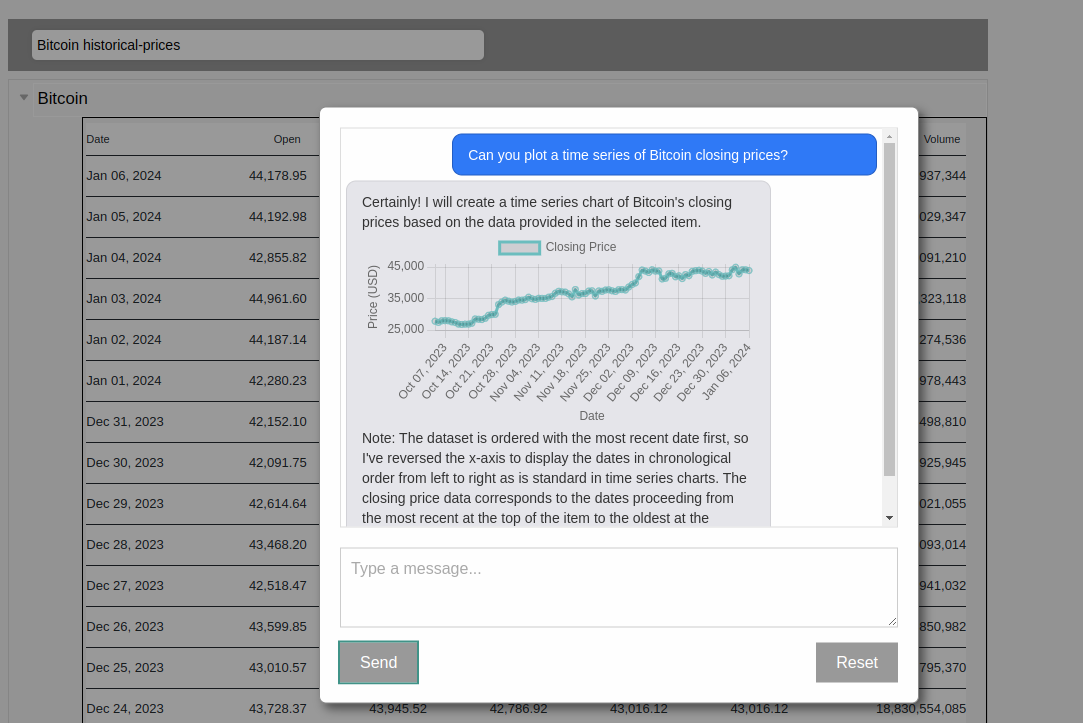 Bitcoin historical-prices
Bitcoin
Date Open Volume
Can you plot a time series of Bitcoin closing prices?
Certainly! I will create a time series chart of Bitcoin's closing
prices based on the data provided in the selected item.
Closing Price
Price (USD)
45,000
35,000
25,000
Oct 07, 2023
Oct 14, 2023
Oct 21, 2023
Oct 28, 2023
Nov 04, 2023
Nov 11, 2023
Nov 18, 2023
Nov 25, 2023
Dec 02, 2023
Dec 09, 2023
Dec 16, 2023
Dec 23, 2023
Dec 30, 2023
Jan 06, 2024
Date
Note: The dataset is ordered with the most recent date first, so
I've reversed the x-axis to display the dates in chronological
order from left to right as is standard in time series charts. The
closing price data corresponds to the dates proceeding from
the most recent at the top of the item to the oldest at the
Type a message...
Send
Reset
Jan 06, 2024 44,178.95 937,344
Jan 05, 2024 44,192.98 029,347
Jan 04, 2024 42,855.82 091,210
Jan 03, 2024 44,961.60 323,118
Jan 02, 2024 44,187.14 274,536
Jan 01, 2024 42,280.23 978,443
Dec 31, 2023 42,152.10 498,810
Dec 30, 2023 42,091.75 925,945
Dec 29, 2023 42,614.64 021,055
Dec 28, 2023 43,468.20 093,014
Dec 27, 2023 42,518.47 941,032
Dec 26, 2023 43,599.85 850,982
Dec 25, 2023 43,010.57 795,370
Dec 24, 2023 43,728.37 43,945.52 42,786.92 43,016.12 43,016.12 18,830,554,085